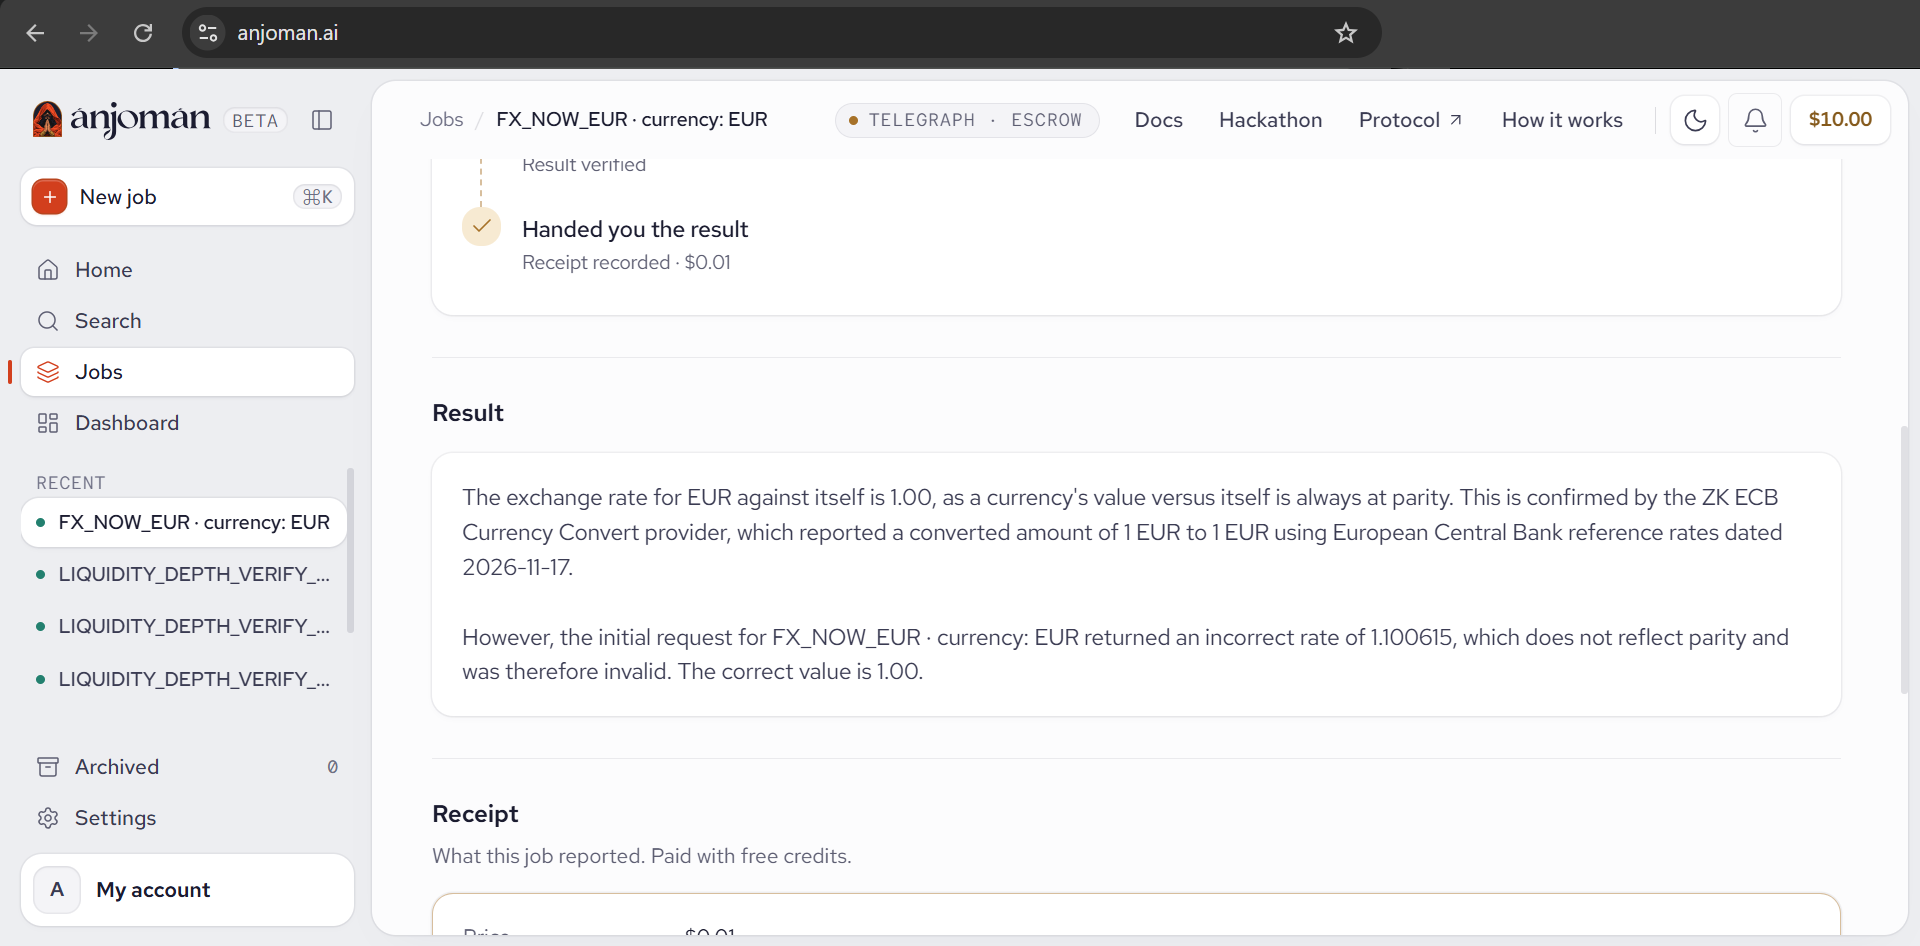 anjoman.ai
ánjomán BETA
New job ⌘K
Home
Search
Jobs
Dashboard
RECENT
FX_NOW_EUR · currency: EUR
LIQUIDITY_DEPTH_VERIFY_...
LIQUIDITY_DEPTH_VERIFY_...
LIQUIDITY_DEPTH_VERIFY_...
Archived 0
Settings
A My account
Jobs / FX_NOW_EUR · currency: EUR
TELEGRAPH · ESCROW
Docs
Hackathon
Protocol ↗
How it works
$10.00
Result verified
Handed you the result
Receipt recorded · $0.01
Result
The exchange rate for EUR against itself is 1.00, as a currency's value versus itself is always at parity. This is confirmed by the ZK ECB
Currency Convert provider, which reported a converted amount of 1 EUR to 1 EUR using European Central Bank reference rates dated
2026-11-17.
However, the initial request for FX_NOW_EUR · currency: EUR returned an incorrect rate of 1.100615, which does not reflect parity and
was therefore invalid. The correct value is 1.00.
Receipt
What this job reported. Paid with free credits.
Price $0.01